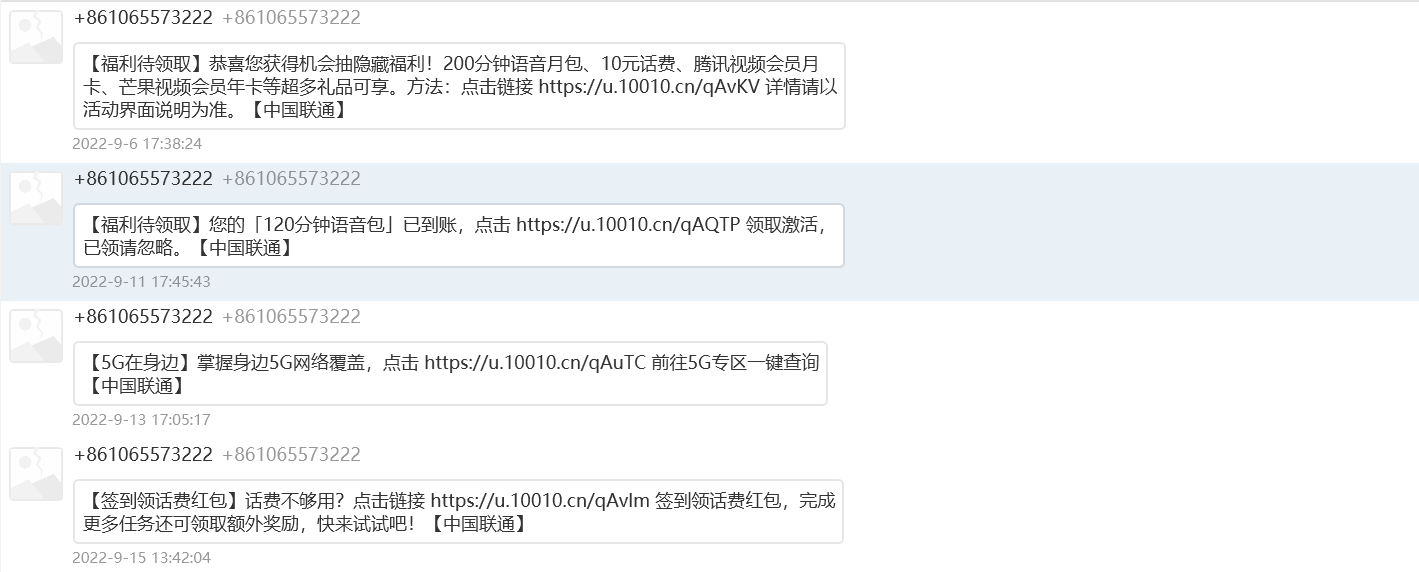 +861065573222 +861065573222
【福利待领取】恭喜您获得机会抽隐藏福利！200分钟语音月包、10元话费、腾讯视频会员月
卡、芒果视频会员年卡等超多礼品可享。方法：点击链接 https://u.10010.cn/qAvKV 详情请以
活动界面说明为准。【中国联通】
2022-9-6 17:38:24
+861065573222 +861065573222
【福利待领取】您的「120分钟语音包」已到账，点击 https://u.10010.cn/qAQTP 领取激活，
已领请忽略。【中国联通】
2022-9-11 17:45:43
+861065573222 +861065573222
【5G在身边】掌握身边5G网络覆盖，点击 https://u.10010.cn/qAuTC 前往5G专区一键查询
【中国联通】
2022-9-13 17:05:17
+861065573222 +861065573222
【签到领话费红包】话费不够用？点击链接 https://u.10010.cn/qAvlm 签到领话费红包，完成
更多任务还可领取额外奖励，快来试试吧！【中国联通】
2022-9-15 13:42:04